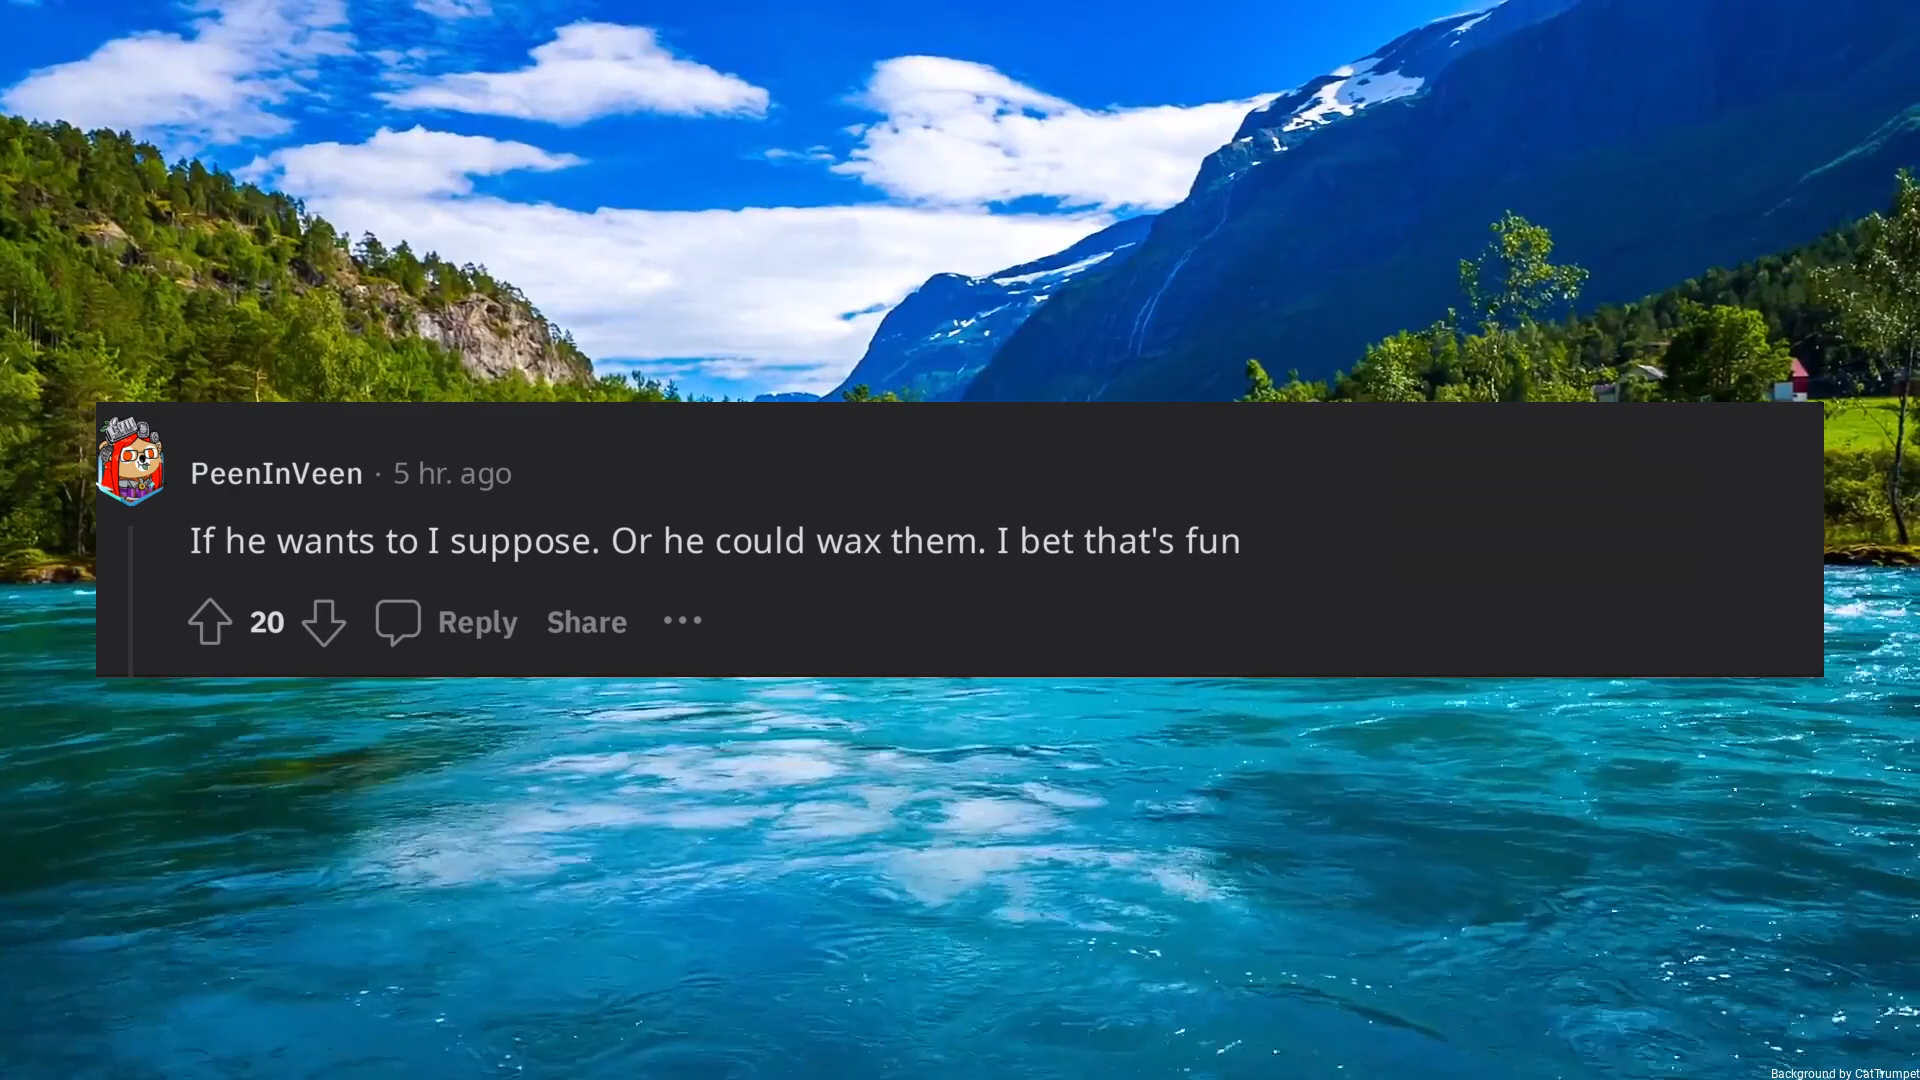 PeenInVeen · 5 hr. ago
If he wants to I suppose. Or he could wax them. I bet that's fun
20 Reply Share ···
Background by CatTrumpet